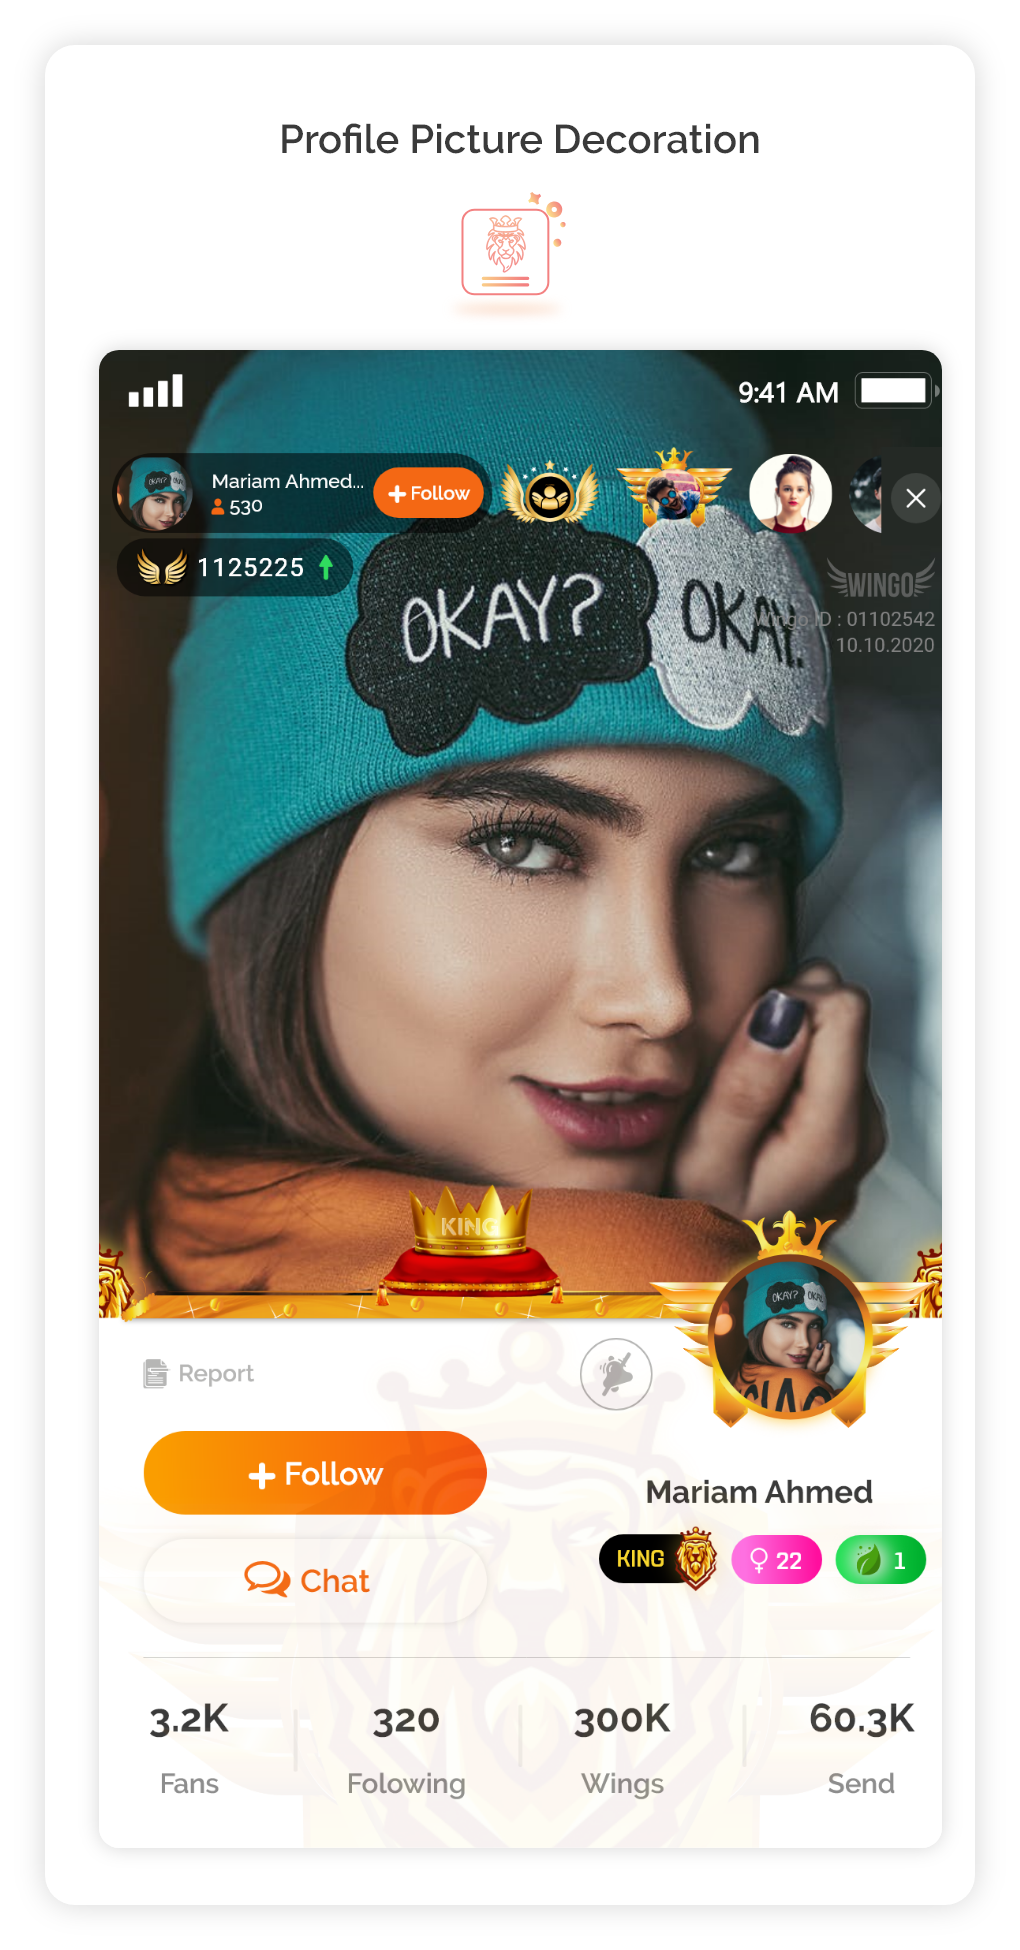 Profile Picture Decoration
9:41 AM
Mariam Ahmed...
530
Follow
1125225
OKAY?
OKAY.
WINGO
Wingo ID : 01102542
10.10.2020
KING
OKAY?
Report
Follow
Mariam Ahmed
KING
22
1
Chat
3.2K
320
300K
60.3K
Fans
Folowing
Wings
Send